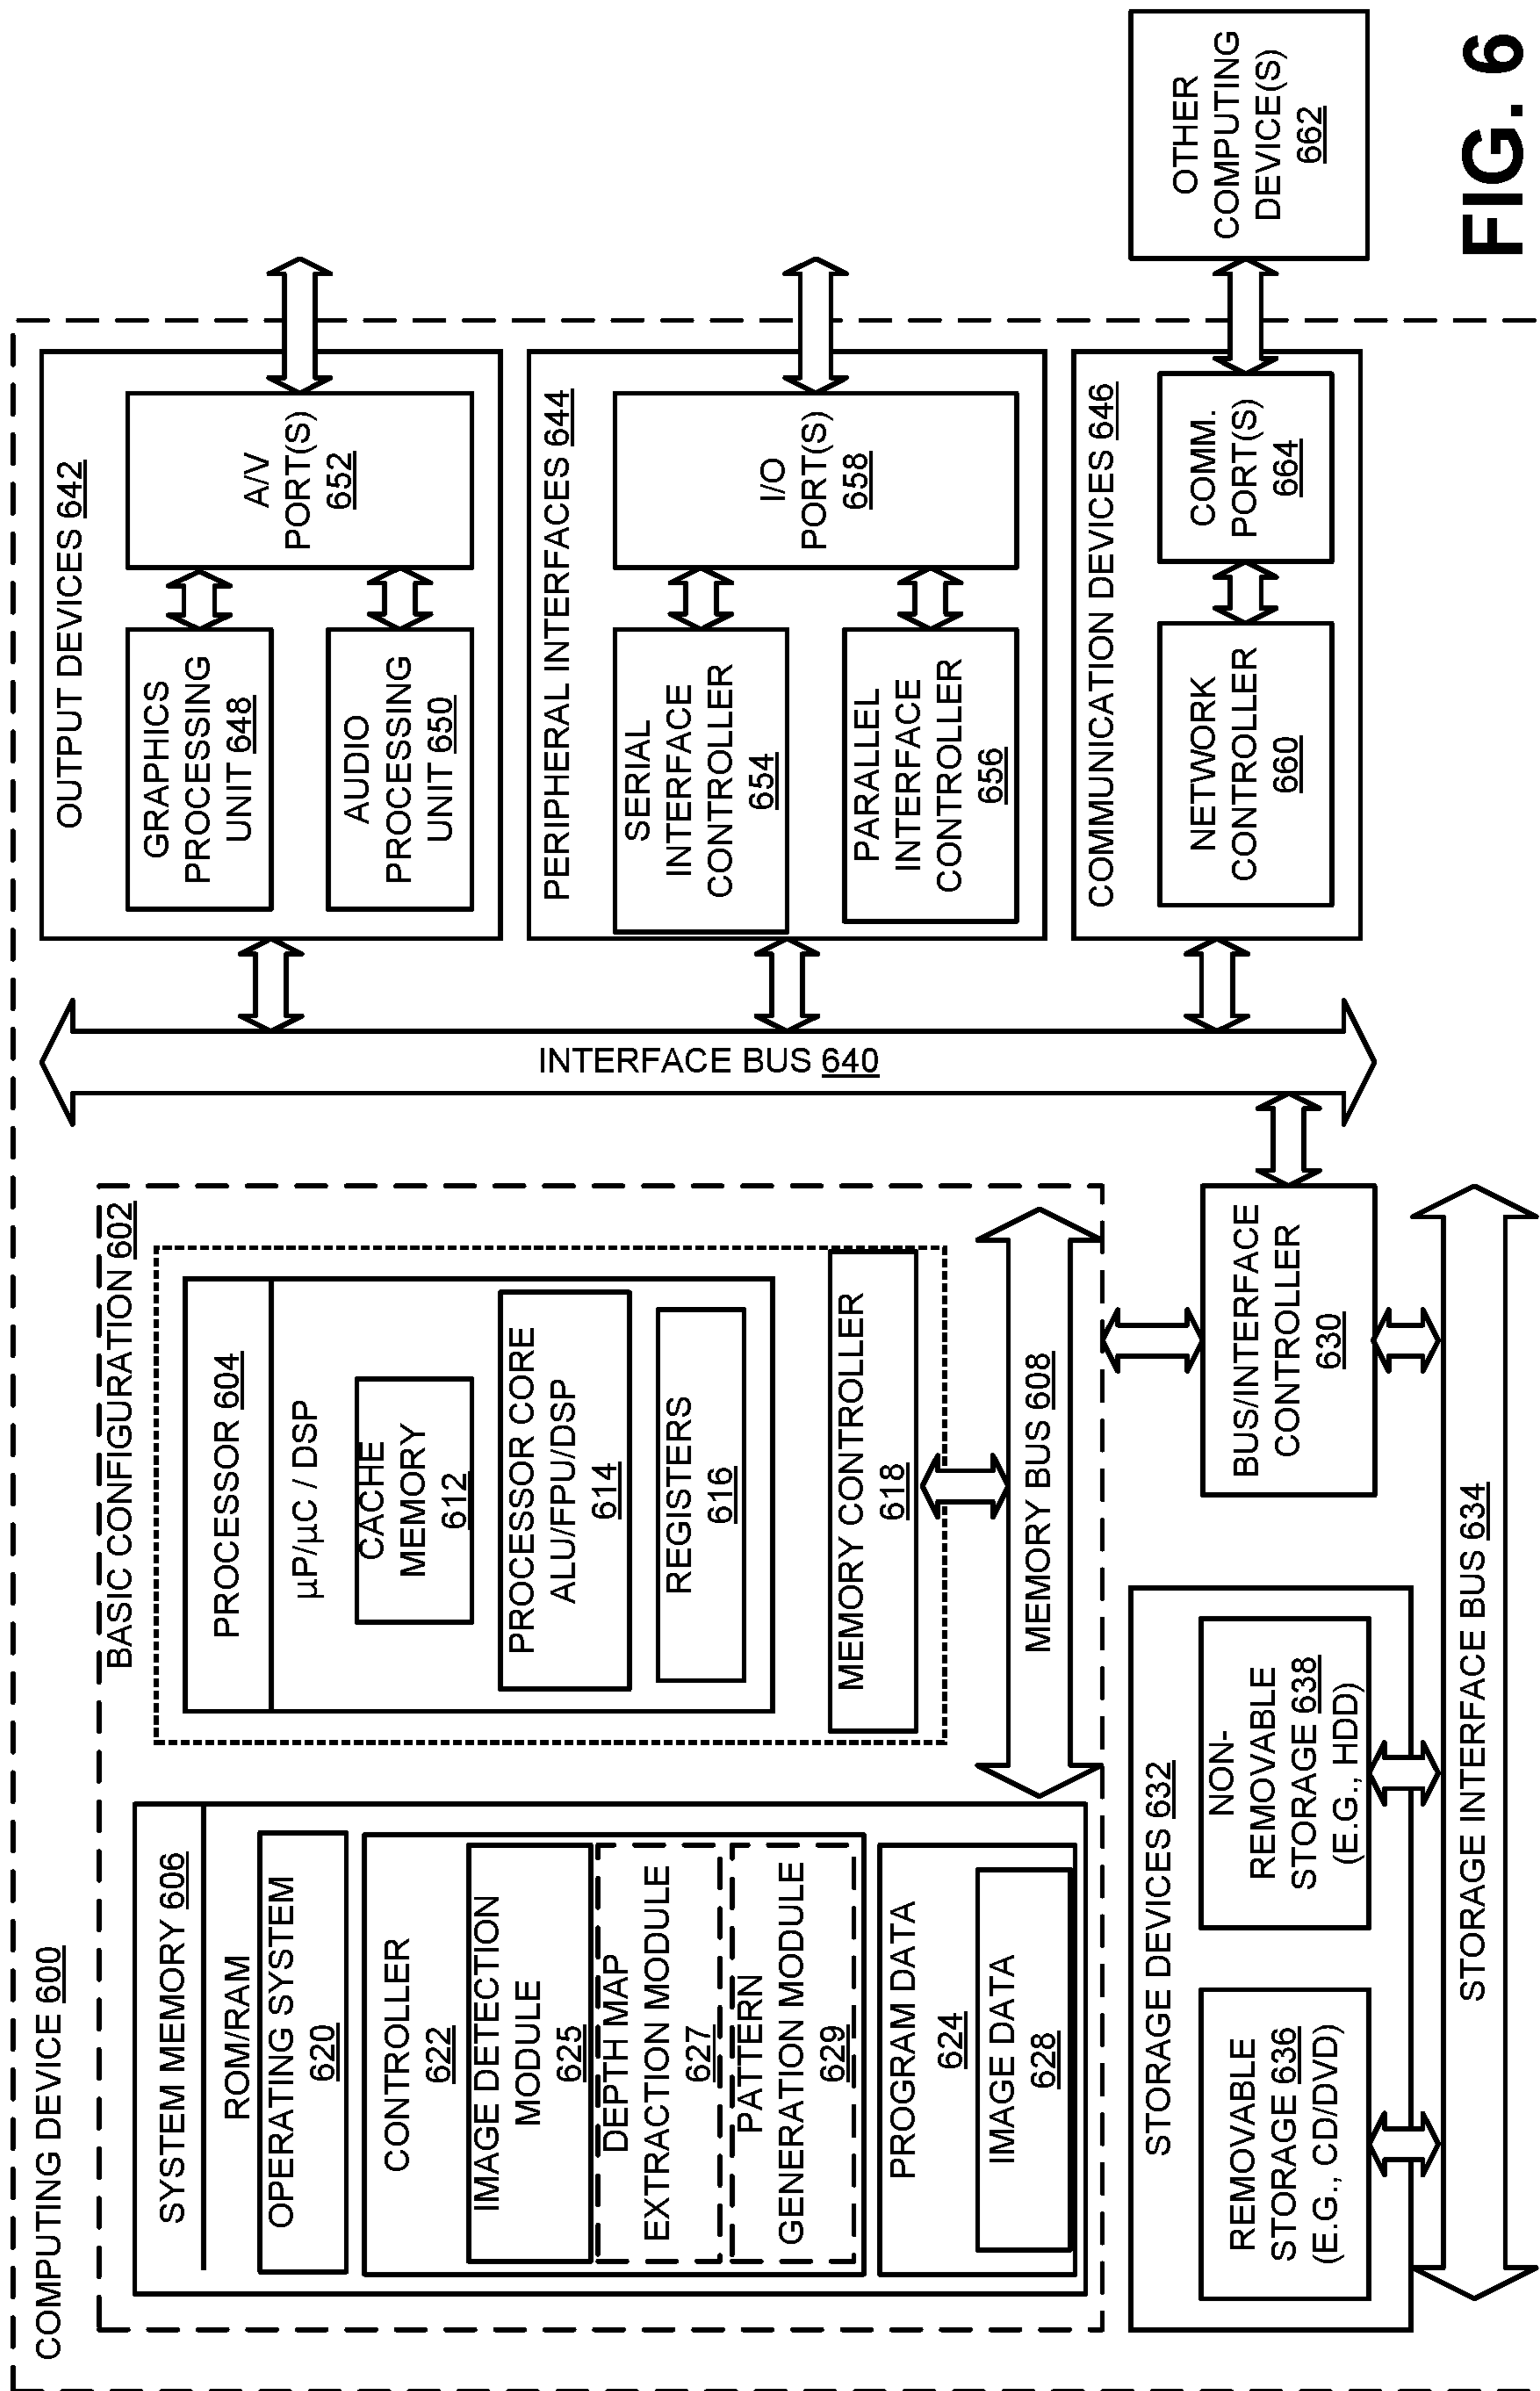 COMPUTING DEVICE 600
BASIC CONFIGURATION 602
SYSTEM MEMORY 606
ROM/RAM
OPERATING SYSTEM
620
CONTROLLER
622
IMAGE DETECTION
MODULE
625
DEPTH MAP
EXTRACTION MODULE
627
PATTERN
GENERATION MODULE
629
PROGRAM DATA
624
IMAGE DATA
628
PROCESSOR 604
µP/µC / DSP
CACHE
MEMORY
612
PROCESSOR CORE
ALU/FPU/DSP
614
REGISTERS
616
MEMORY CONTROLLER
618
MEMORY BUS 608
BUS/INTERFACE
CONTROLLER
630
STORAGE DEVICES 632
REMOVABLE
STORAGE 636
(E.G., CD/DVD)
NON-
REMOVABLE
STORAGE 638
(E.G., HDD)
STORAGE INTERFACE BUS 634
INTERFACE BUS 640
OUTPUT DEVICES 642
GRAPHICS
PROCESSING
UNIT 648
AUDIO
PROCESSING
UNIT 650
A/V
PORT(S)
652
PERIPHERAL INTERFACES 644
SERIAL
INTERFACE
CONTROLLER
654
PARALLEL
INTERFACE
CONTROLLER
656
I/O
PORT(S)
658
COMMUNICATION DEVICES 646
NETWORK
CONTROLLER
660
COMM.
PORT(S)
664
OTHER
COMPUTING
DEVICE(S)
662
FIG. 6